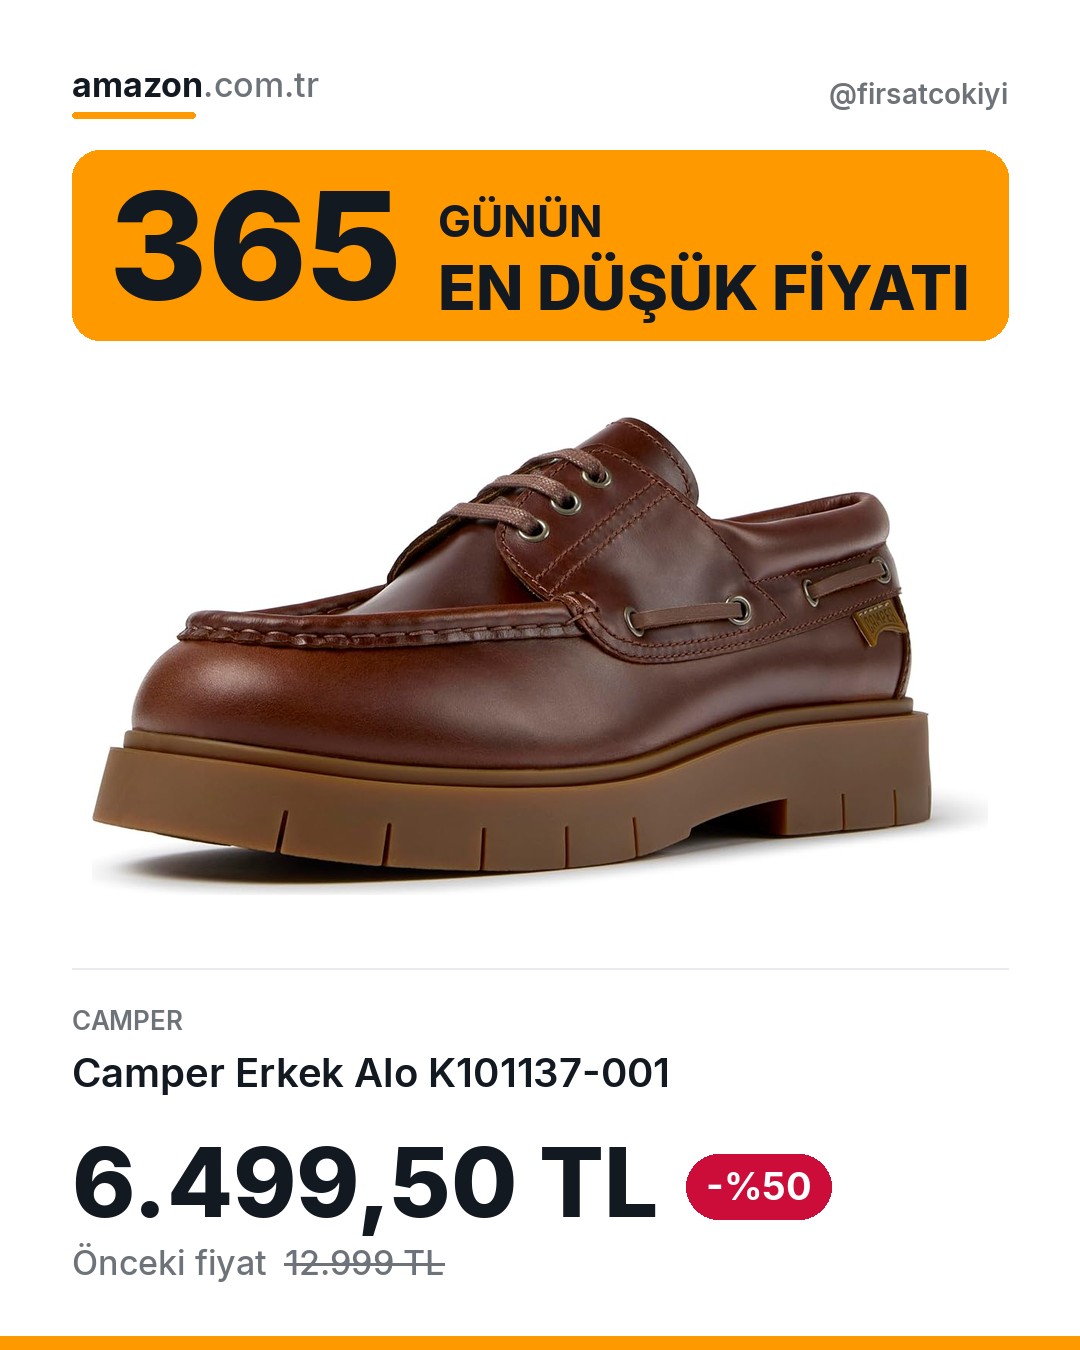 amazon.com.tr
@firsatcokiyi
365
GÜNÜN
EN DÜŞÜK FİYATI
CAMPER
CAMPER
Camper Erkek Alo K101137-001
6.499,50 TL
-%50
Önceki fiyat 12.999 TL